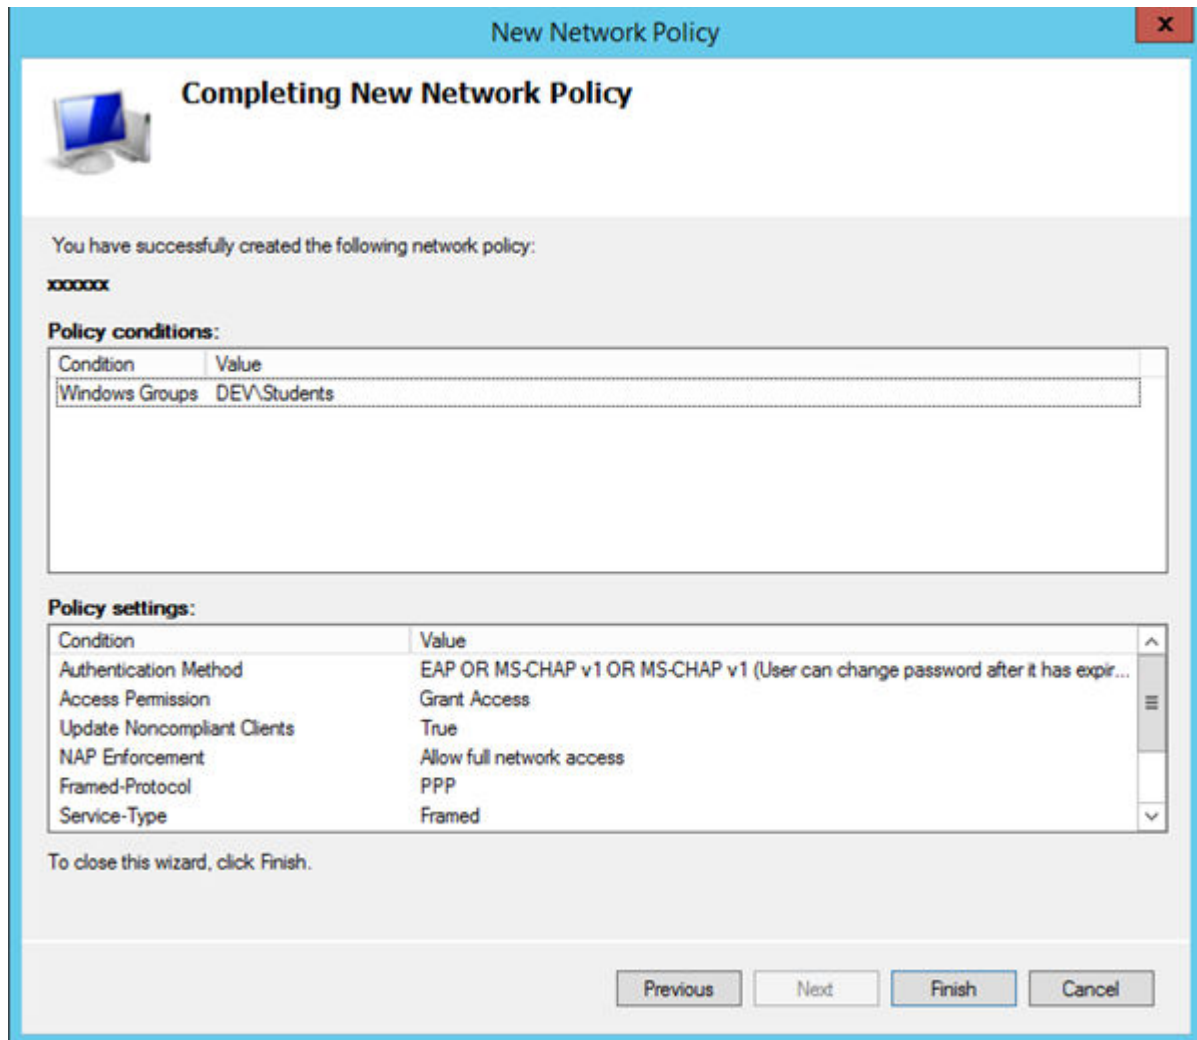 New Network Policy
x
Completing New Network Policy
You have successfully created the following network policy:
xxxxxx
Policy conditions:
Condition Value
Windows Groups DEV\Students
Policy settings:
Condition Value
Authentication Method EAP OR MS-CHAP v1 OR MS-CHAP v1 (User can change password after it has expir...
Access Permission Grant Access
Update Noncompliant Clients True
NAP Enforcement Allow full network access
Framed-Protocol PPP
Service-Type Framed
To close this wizard, click Finish.
Previous Next Finish Cancel